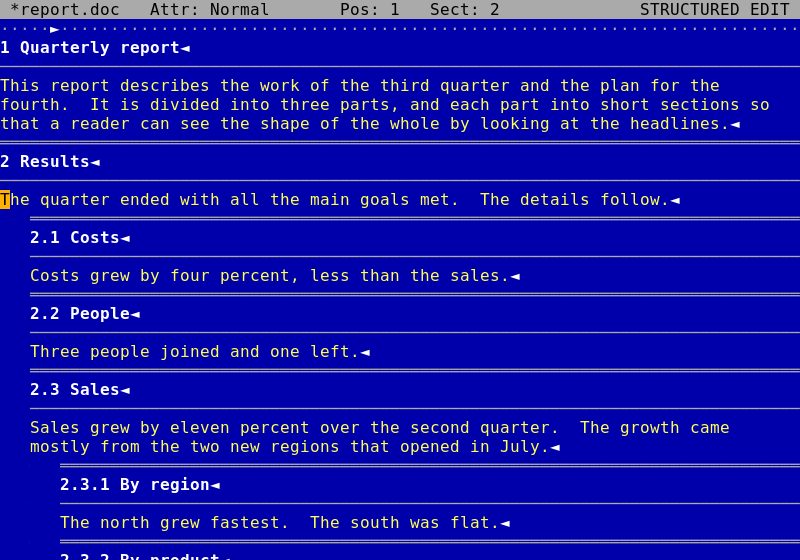 *report.doc   Attr: Normal       Pos: 1   Sect: 2              STRUCTURED EDIT
1 Quarterly report◄
This report describes the work of the third quarter and the plan for the
fourth.  It is divided into three parts, and each part into short sections so
that a reader can see the shape of the whole by looking at the headlines.◄
2 Results◄
The quarter ended with all the main goals met.  The details follow.◄
2.1 Costs◄
Costs grew by four percent, less than the sales.◄
2.2 People◄
Three people joined and one left.◄
2.3 Sales◄
Sales grew by eleven percent over the second quarter.  The growth came
mostly from the two new regions that opened in July.◄
2.3.1 By region◄
The north grew fastest.  The south was flat.◄
2.3.2 By product◄